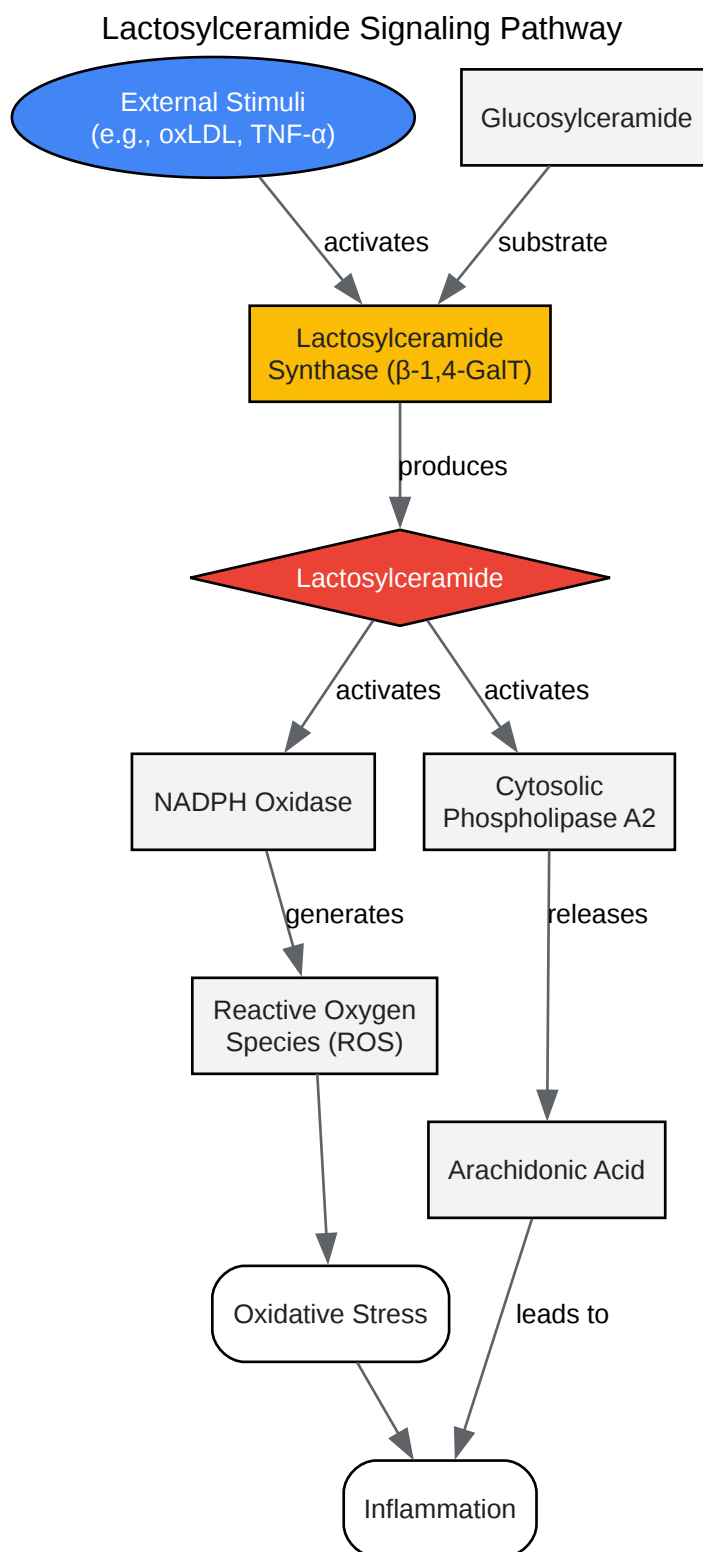 Lactosylceramide Signaling Pathway
External Stimuli
(e.g., oxLDL, TNF-α)
Glucosylceramide
activates
substrate
Lactosylceramide
Synthase (β-1,4-GalT)
produces
Lactosylceramide
activates
activates
NADPH Oxidase
Cytosolic
Phospholipase A2
generates
releases
Reactive Oxygen
Species (ROS)
Arachidonic Acid
Oxidative Stress
leads to
Inflammation